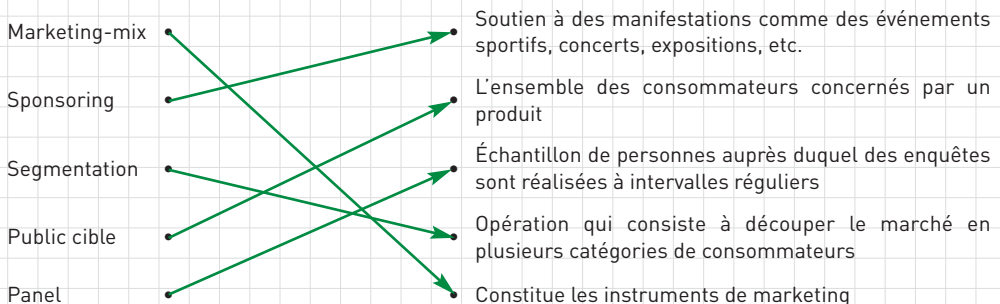 Marketing-mix
Soutien à des manifestations comme des événements
sportifs, concerts, expositions, etc.
Sponsoring
L'ensemble des consommateurs concernés par un
produit
Segmentation
Échantillon de personnes auprès duquel des enquêtes
sont réalisées à intervalles réguliers
Public cible
Opération qui consiste à découper le marché en
plusieurs catégories de consommateurs
Panel
Constitue les instruments de marketing